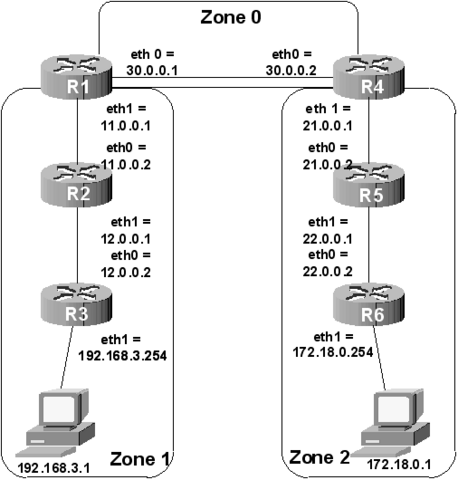 Zone 0
eth 0 =
30.0.0.1
eth0 =
30.0.0.2
R1
R4
eth1 =
11.0.0.1
eth 1 =
21.0.0.1
eth0 =
11.0.0.2
eth0 =
21.0.0.2
R2
R5
eth1 =
12.0.0.1
eth1 =
22.0.0.1
eth0 =
12.0.0.2
eth0 =
22.0.0.2
R3
R6
eth1 =
192.168.3.254
eth1 =
172.18.0.254
192.168.3.1
Zone 1
Zone 2
172.18.0.1